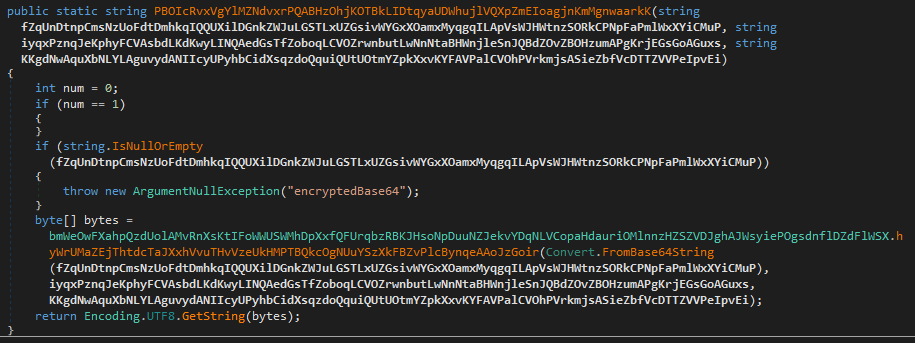 public static string PBOIcRvxVgYlMZNdvxrPQABHzOhjKOTBkLIDtqyaUDWhujlVQXpZmEIoagjnKmMgnwaarkK(string
fZqUnDtnpCmsNzUoFdtDmhkqIQQUXilDGnkZWJuLGSTLxUZGsivWYGxXOamxMyqgqILApVsWJHWtnzSORkCPNpFaPmlWxXYiCMuP, string
iyqxPznqJeKphyFCVAsbdLKdKwyLINQAedGsTfZoboqLCVOZrwnbutLwNnNtaBHWnjleSnJQBdZOvZBOHzumAPgKrjEGsGoAGuxs, string
KKgdNwAquXbNLYLAguvydANIIcyUPyhbCidXsqzdoQquiQUtUOtmYZpkXxvKYFAVPalCVOhPVrkmjsASieZbfVcDTTZVVPeIpvEi)
{
int num = 0;
if (num == 1)
{
}
if (string.IsNullOrEmpty
(fZqUnDtnpCmsNzUoFdtDmhkqIQQUXilDGnkZWJuLGSTLxUZGsivWYGxXOamxMyqgqILApVsWJHWtnzSORkCPNpFaPmlWxXYiCMuP))
{
throw new ArgumentNullException("encryptedBase64");
}
byte[] bytes =
bmWeOwFXahpQzdUolAMvRnXsKtIFoWWUSWMhDpXxfQFUrqbzRBKJHsoNpDuuNZJekvYDqNLVCopaHdauriOMlnnzHZSZVDJghAJWsyiePOgsdnflDZdFlWSX.h
yWrUMaZEjThtdcTaJXxhVvuTHvVzeUkHMPTBQkcOgNUuYSzXkFBZvPlcBynqeAAoJzGoir(Convert.FromBase64String
(fZqUnDtnpCmsNzUoFdtDmhkqIQQUXilDGnkZWJuLGSTLxUZGsivWYGxXOamxMyqgqILApVsWJHWtnzSORkCPNpFaPmlWxXYiCMuP),
iyqxPznqJeKphyFCVAsbdLKdKwyLINQAedGsTfZoboqLCVOZrwnbutLwNnNtaBHWnjleSnJQBdZOvZBOHzumAPgKrjEGsGoAGuxs,
KKgdNwAquXbNLYLAguvydANIIcyUPyhbCidXsqzdoQquiQUtUOtmYZpkXxvKYFAVPalCVOhPVrkmjsASieZbfVcDTTZVVPeIpvEi);
return Encoding.UTF8.GetString(bytes);
}